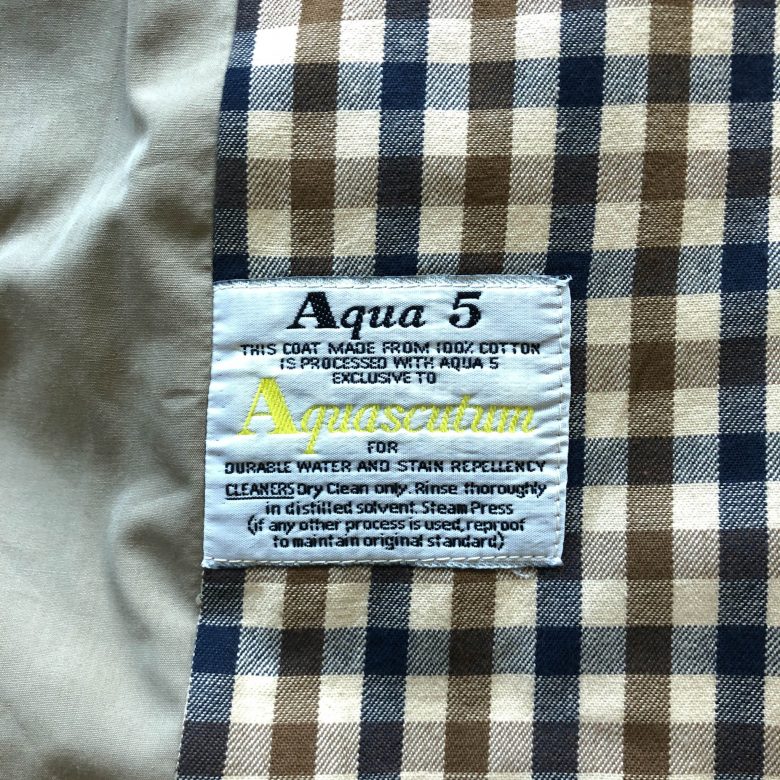 Aqua 5
THIS COAT MADE FROM 100% COTTON
IS PROCESSED WITH AQUA 5
EXCLUSIVE TO
Aquascutum
FOR
DURABLE WATER AND STAIN REPELLENCY
CLEANERS Dry Clean only. Rinse thoroughly
in distilled solvent. Steam Press
(if any other process is used, reproof
to maintain original standard)